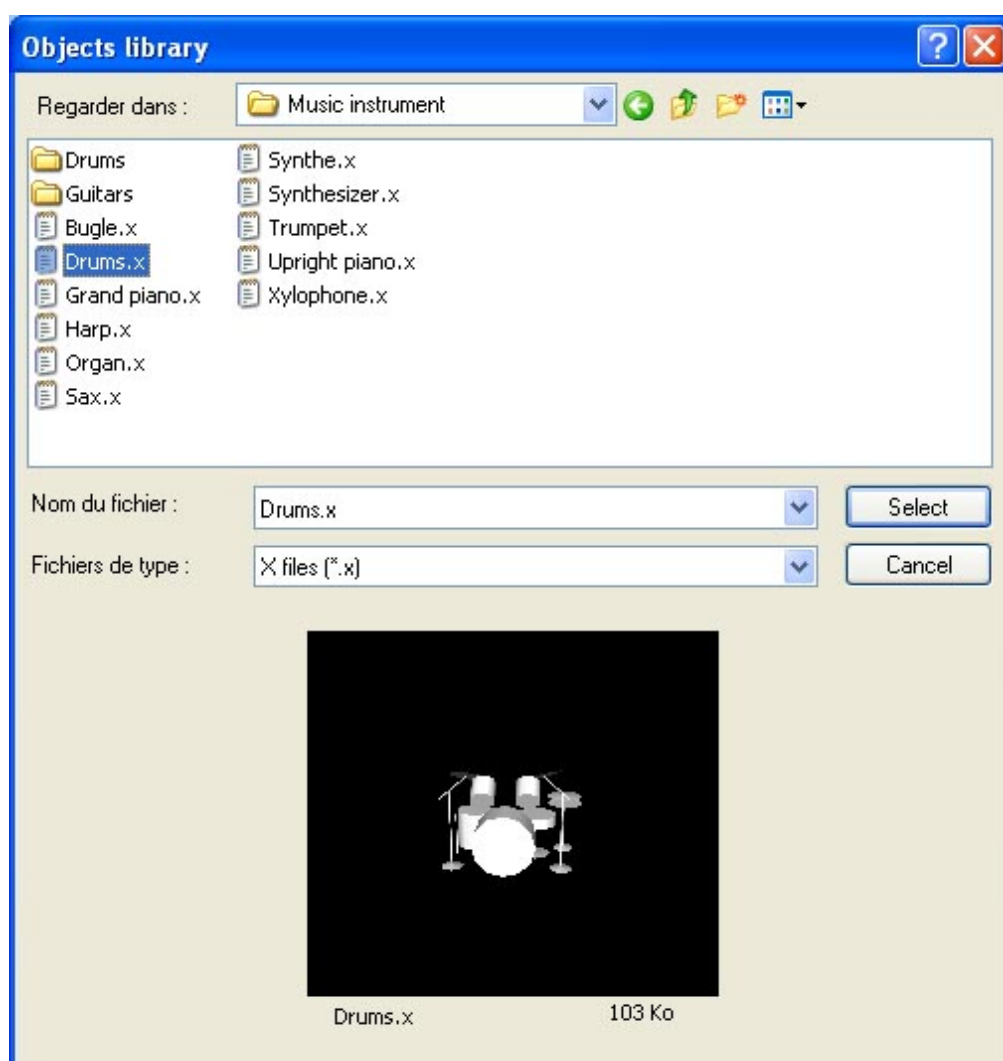 Objects library
Regarder dans :
Music instrument
Drums
Guitars
Bugle.x
Drums.x
Grand piano.x
Harp.x
Organ.x
Sax.x
Synthe.x
Synthesizer.x
Trumpet.x
Upright piano.x
Xylophone.x
Nom du fichier :
Drums.x
Select
Fichiers de type :
X files (*.x)
Cancel
Drums.x
103 Ko